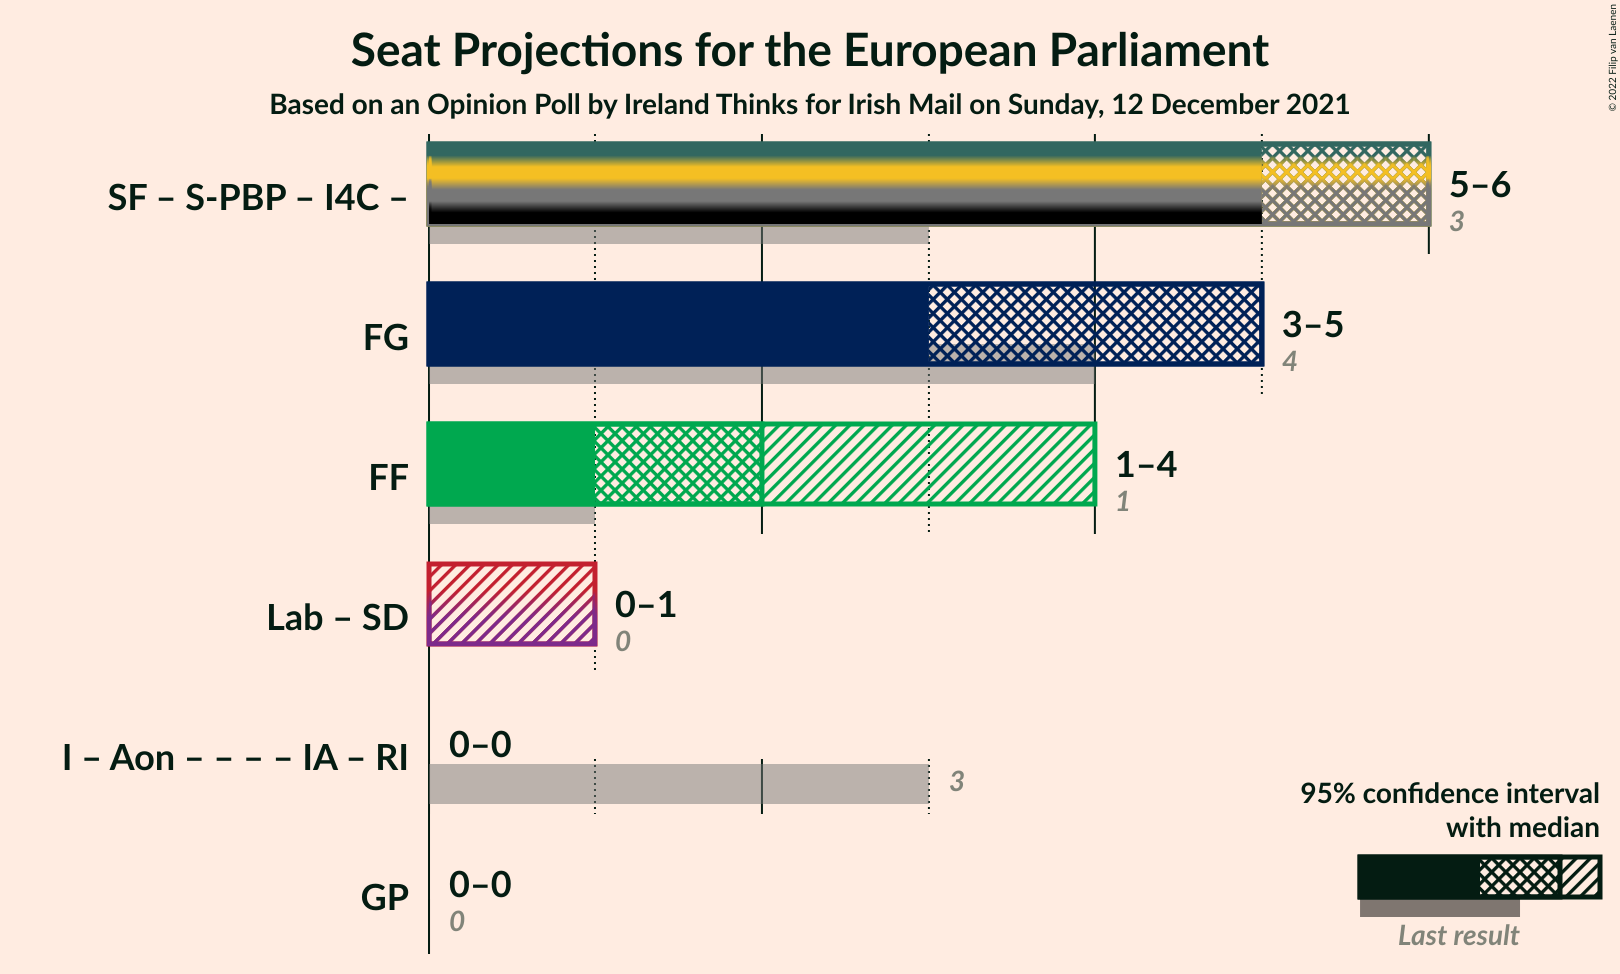 Seat Projections for the European Parliament
Based on an Opinion Poll by Ireland Thinks for Irish Mail on Sunday, 12 December 2021
© 2022 Filip van Laenen
SF – S-PBP – I4C –
5–6
3
FG
3–5
4
FF
1–4
1
Lab – SD
0–1
0
I – Aon – – – – IA – RI
0–0
3
GP
0–0
0
95% confidence interval
with median
Last result